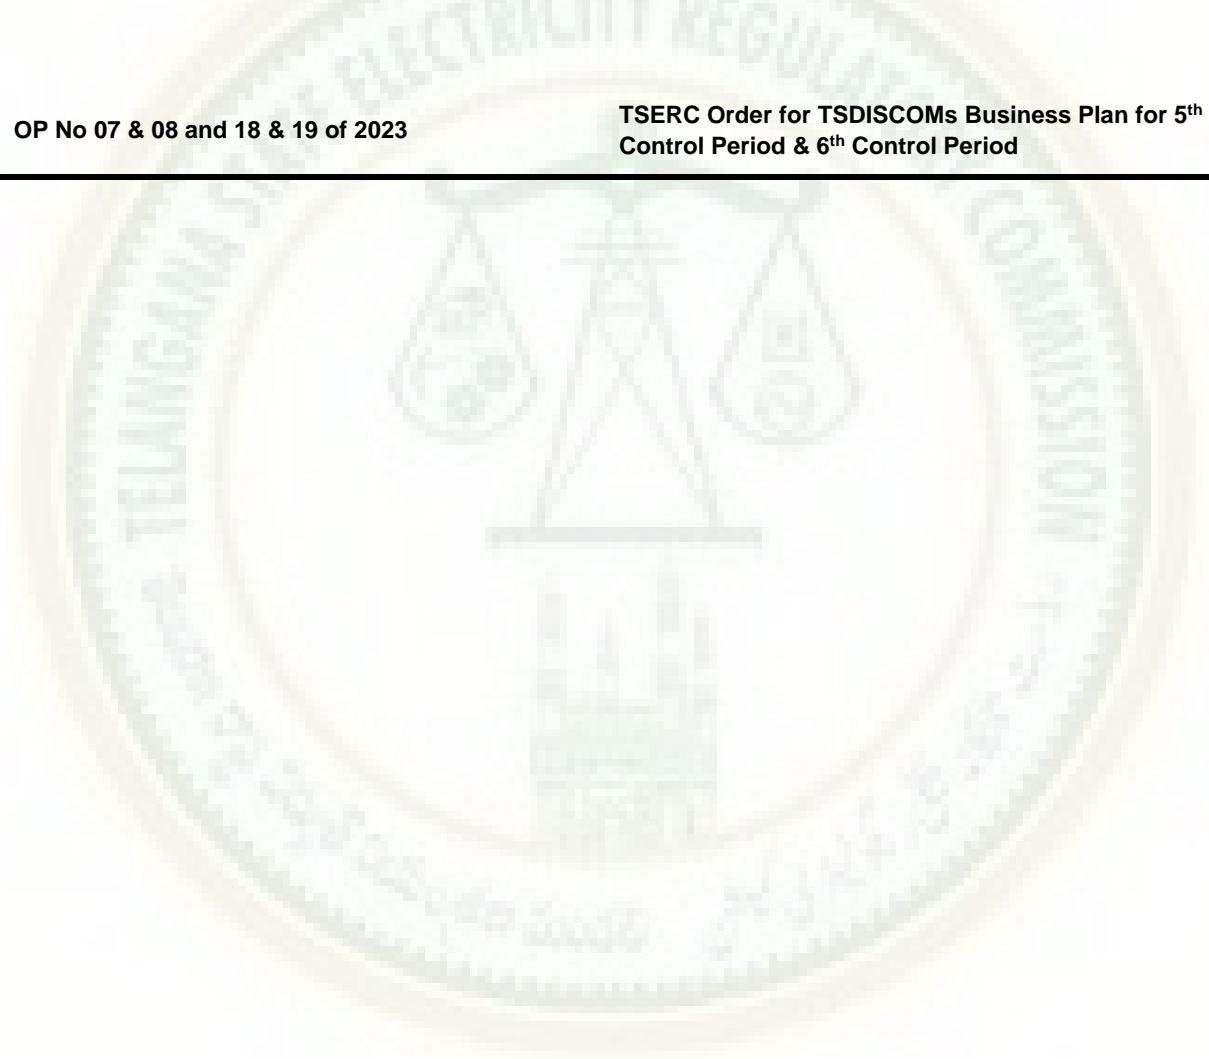 OP No 07 & 08 and 18 & 19 of 2023
TSERC Order for TSDISCOMs Business Plan for 5th
Control Period & 6th Control Period
TELANGANA STATE ELECTRICITY REGULATORY COMMISSION